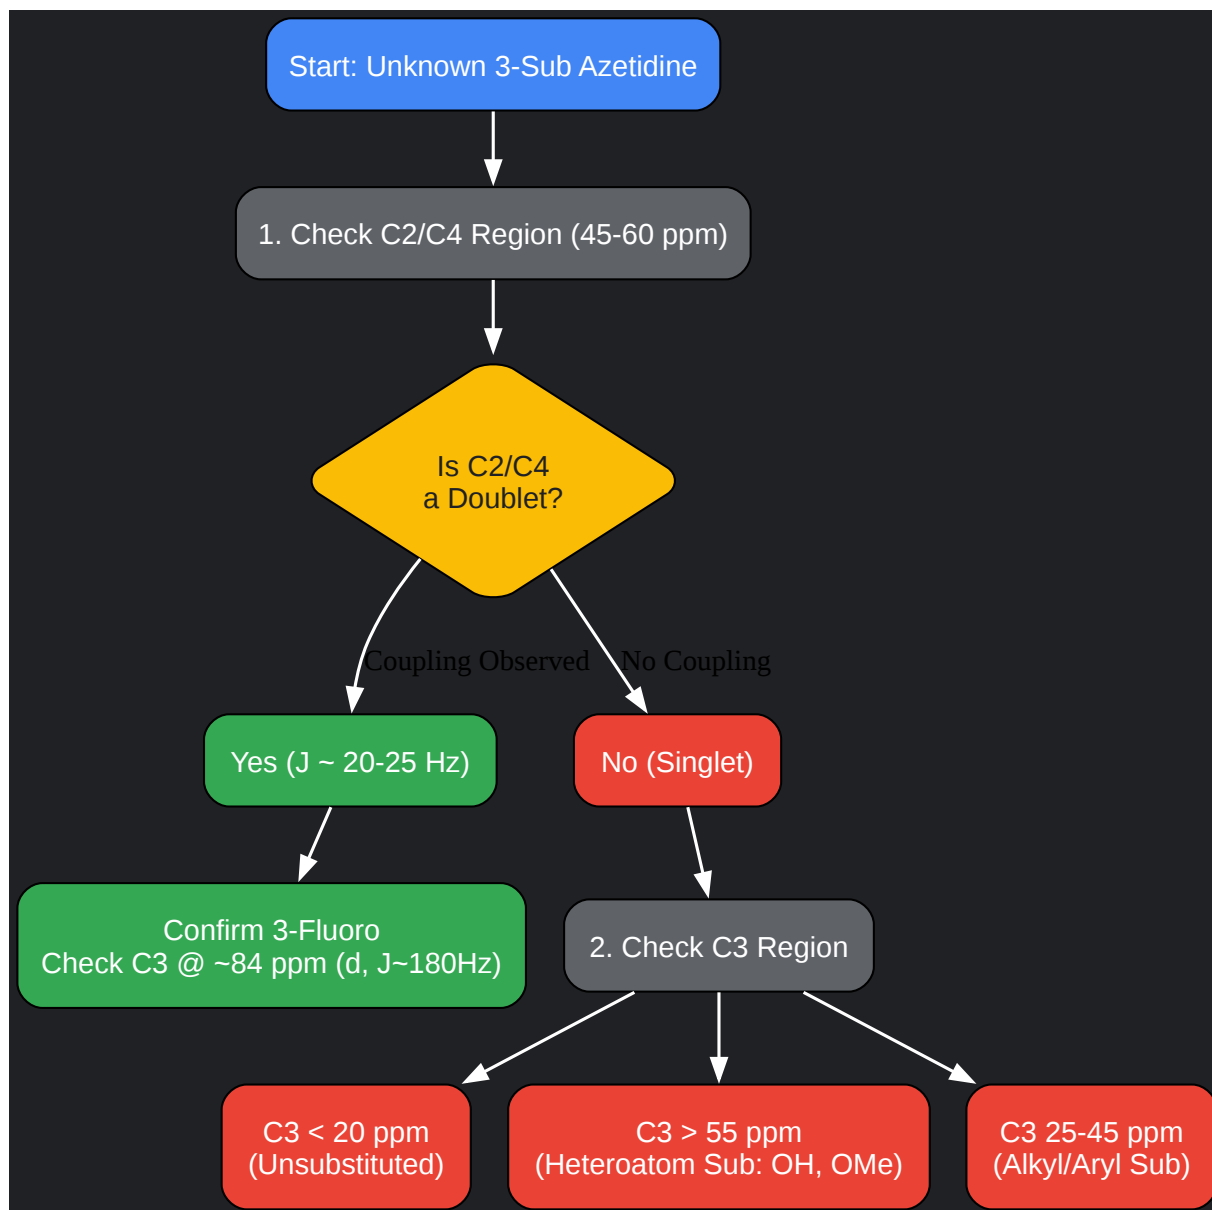 Start: Unknown 3-Sub Azetidine
1. Check C2/C4 Region (45-60 ppm)
Is C2/C4
a Doublet?
Coupling Observed
No Coupling
Yes (J ~ 20-25 Hz)
No (Singlet)
Confirm 3-Fluoro
Check C3 @ ~84 ppm (d, J~180Hz)
2. Check C3 Region
C3 < 20 ppm
(Unsubstituted)
C3 > 55 ppm
(Heteroatom Sub: OH, OMe)
C3 25-45 ppm
(Alkyl/Aryl Sub)